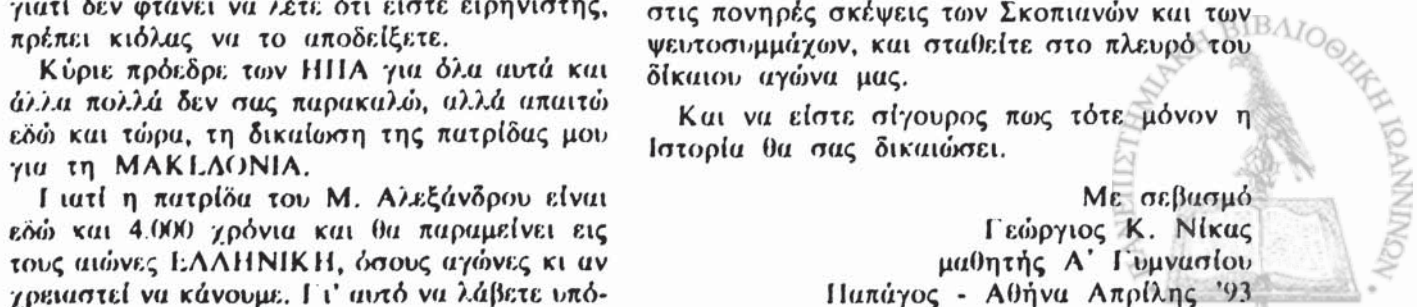 γιατί δεν φτάνει να λέτε ότι είστε ειρηνιστής,
πρέπει κιόλας να το αποδείξετε.
Κύριε πρόεδρε των ΗΠΑ για όλα αυτά και
άλλα πολλά δεν σας παρακαλώ, αλλά απαιτώ
εδώ και τώρα, τη δικαίωση της πατρίδας μου
για τη ΜΑΚΕΔΟΝΙΑ.
Γιατί η πατρίδα του Μ. Αλεξάνδρου είναι
εδώ και 4.000 χρόνια και θα παραμείνει εις
τους αιώνες ΕΛΛΗΝΙΚΗ, όσους αγώνες κι αν
χρειαστεί να κάνουμε. Γι' αυτό να λάβετε υπό-
στις πονηρές σκέψεις των Σκοπιανών και των
ψευτοσυμμάχων, και σταθείτε στο πλευρό του
δίκαιου αγώνα μας.
Και να είστε σίγουρος πως τότε μόνον η
Ιστορία θα σας δικαιώσει.
Με σεβασμό
Γεώργιος Κ. Νίκας
μαθητής Α' Γυμνασίου
Παπάγος - Αθήνα Απρίλης '93
ΠΑΝΕΠΙΣΤΗΜΙΑΚΗ ΒΙΒΛΙΟΘΗΚΗ ΙΩΑΝΝΙΝΩΝ